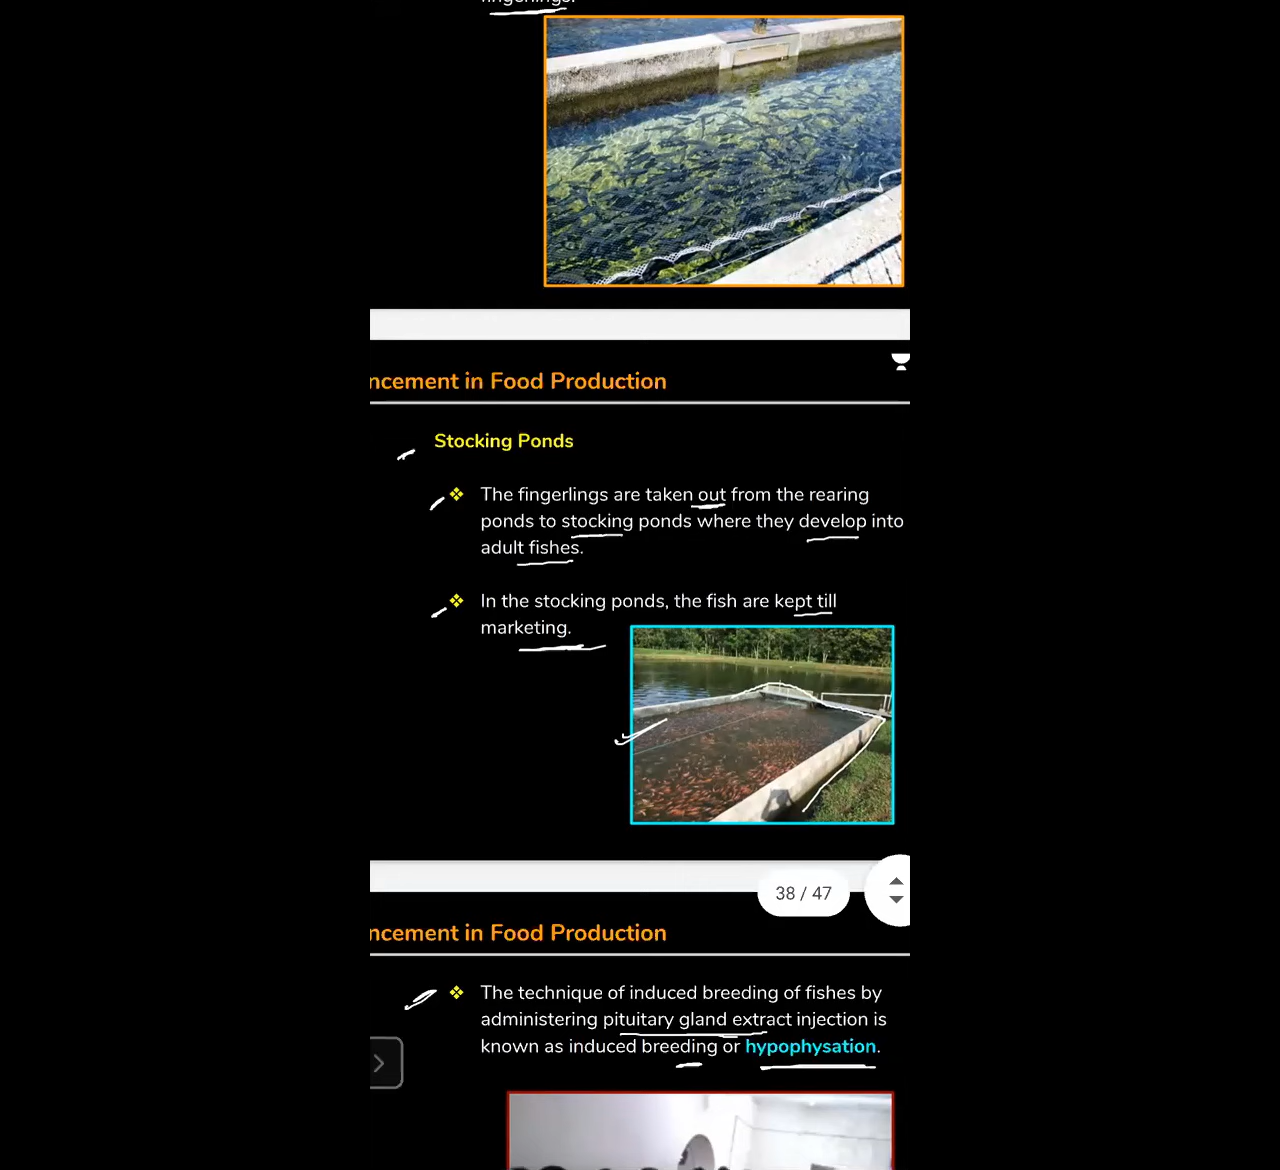 fingerlings.
ncement in Food Production
Stocking Ponds
❖ The fingerlings are taken out from the rearing
ponds to stocking ponds where they develop into
adult fishes.
❖ In the stocking ponds, the fish are kept till
marketing.
38 / 47
ncement in Food Production
❖ The technique of induced breeding of fishes by
administering pituitary gland extract injection is
known as induced breeding or hypophysation.